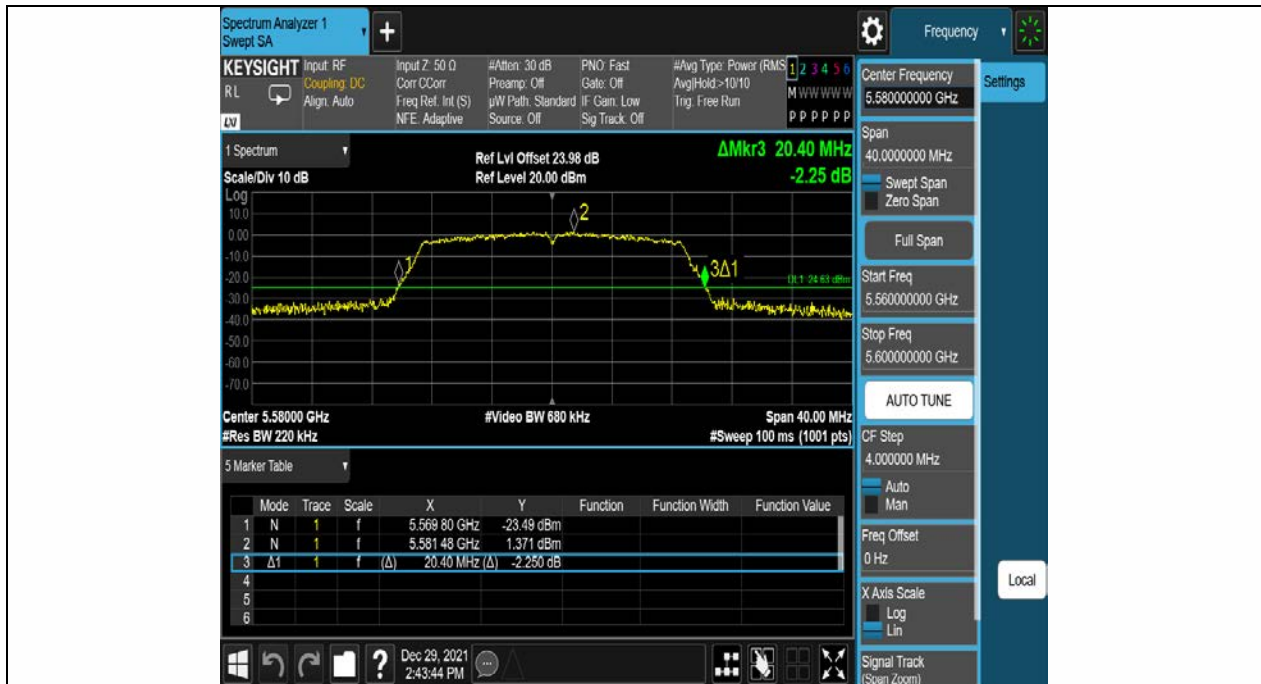 Spectrum Analyzer 1
Swept SA
+
Frequency
KEYSIGHT
RL
LXI
Input: RF
Coupling: DC
Align: Auto
Input Z: 50 Ω
Corr CCorr
Freq Ref: Int (S)
NFE: Adaptive
#Atten: 30 dB
Preamp: Off
µW Path: Standard
Source: Off
PNO: Fast
Gate: Off
IF Gain: Low
Sig Track: Off
#Avg Type: Power (RMS
Avg|Hold:>10/10
Trig: Free Run
1 2 3 4 5 6
M W W W W W
P P P P P P
1 Spectrum
Scale/Div 10 dB
Ref Lvl Offset 23.98 dB
Ref Level 20.00 dBm
ΔMkr3 20.40 MHz
-2.25 dB
Log
10.0
0.00
-10.0
-20.0
-30.0
-40.0
-50.0
-60.0
-70.0
1
2
3Δ1
DL1 -24.63 dBm
Center 5.58000 GHz
#Res BW 220 kHz
#Video BW 680 kHz
Span 40.00 MHz
#Sweep 100 ms (1001 pts)
5 Marker Table
Mode Trace Scale X Y Function Function Width Function Value
1 N 1 f 5.569 80 GHz -23.49 dBm
2 N 1 f 5.581 48 GHz 1.371 dBm
3 Δ1 1 f (Δ) 20.40 MHz (Δ) -2.250 dB
4
5
6
?
Dec 29, 2021
2:43:44 PM
Center Frequency
5.580000000 GHz
Span
40.0000000 MHz
Swept Span
Zero Span
Full Span
Start Freq
5.560000000 GHz
Stop Freq
5.600000000 GHz
AUTO TUNE
CF Step
4.000000 MHz
Auto
Man
Freq Offset
0 Hz
X Axis Scale
Log
Lin
Signal Track
(Span Zoom)
Settings
Local